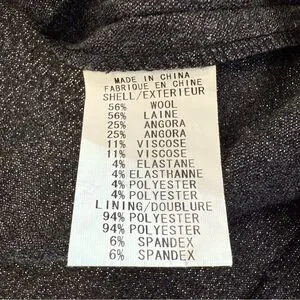 MADE IN CHINA
FABRIQUE EN CHINE
SHELL/EXTERIEUR
56% WOOL
56% LAINE
25% ANGORA
25% ANGORA
11% VISCOSE
11% VISCOSE
4% ELASTANE
4% ELASTHANNE
4% POLYESTER
4% POLYESTER
LINING/DOUBLURE
94% POLYESTER
94% POLYESTER
6% SPANDEX
6% SPANDEX